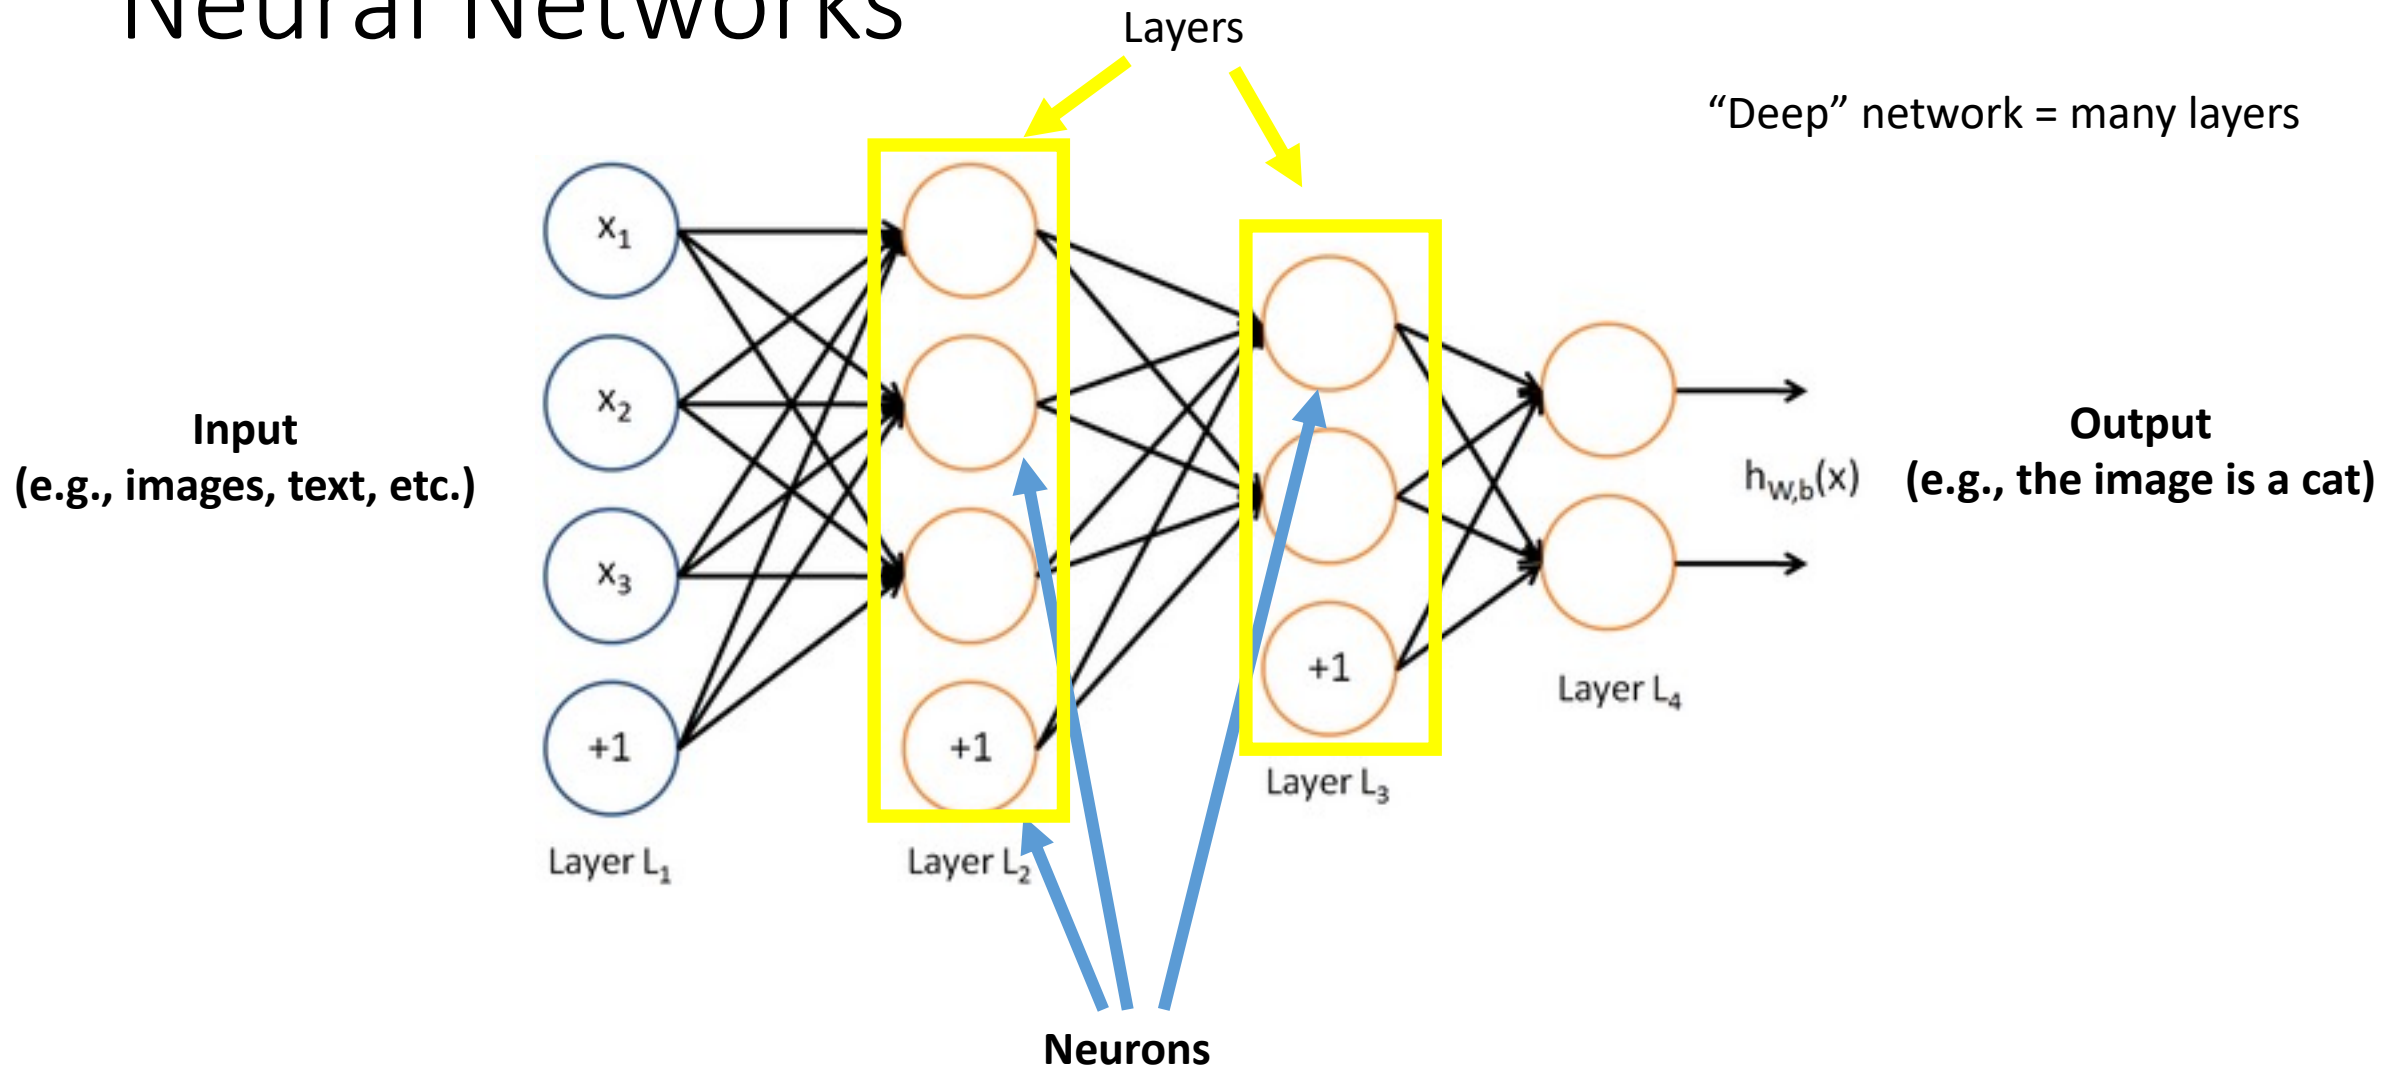 Neural Networks
Layers
“Deep” network = many layers
x1
x2
x3
+1
+1
+1
Input
(e.g., images, text, etc.)
hW,b(x)
Output
(e.g., the image is a cat)
Layer L1
Layer L2
Layer L3
Layer L4
Neurons